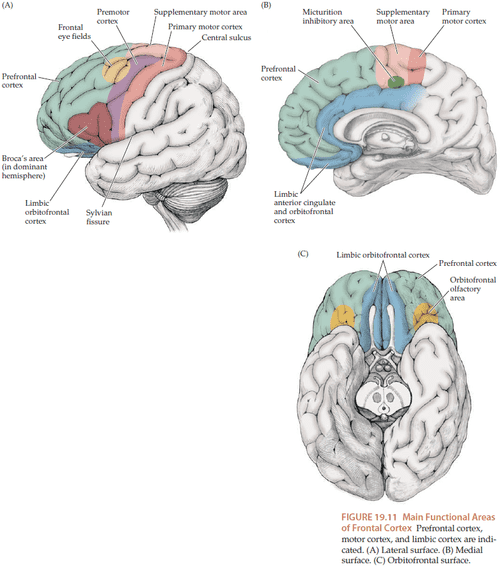 (A)
Premotor
cortex
Supplementary motor area
Frontal
eye fields
Primary motor cortex
Central sulcus
Prefrontal
cortex
Broca's area
(in dominant
hemisphere)
Limbic
orbitofrontal
cortex
Sylvian
fissure
(B)
Micturition
inhibitory area
Supplementary
motor area
Primary
motor cortex
Prefrontal
cortex
Limbic
anterior cingulate
and orbitofrontal
cortex
(C)
Limbic orbitofrontal cortex
Prefrontal cortex
Orbitofrontal
olfactory
area
FIGURE 19.11 Main Functional Areas
of Frontal Cortex Prefrontal cortex,
motor cortex, and limbic cortex are indi-
cated. (A) Lateral surface. (B) Medial
surface. (C) Orbitofrontal surface.